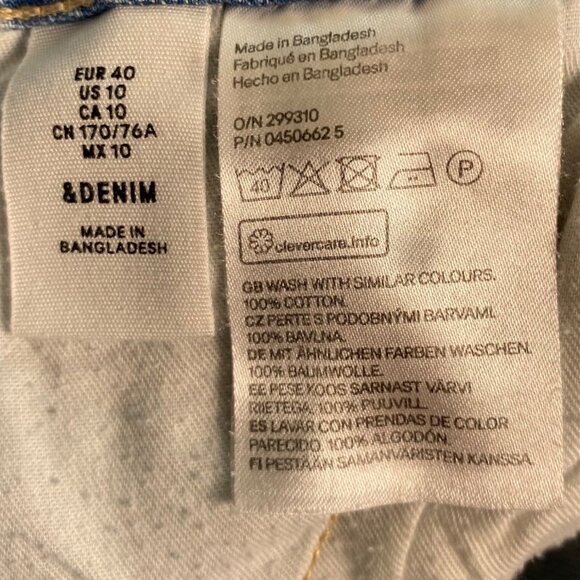 EUR 40
US 10
CA 10
CN 170/76A
MX 10
&DENIM
MADE IN
BANGLADESH
Made in Bangladesh
Fabriqué en Bangladesh
Hecho en Bangladesh
O/N 299310
P/N 0450662 5
40
P
clevercare.info
GB WASH WITH SIMILAR COLOURS.
100% COTTON.
CZ PERTE S PODOBNÝMI BARVAMI.
100% BAVLNA.
DE MIT ÄHNLICHEN FARBEN WASCHEN.
100% BAUMWOLLE.
EE PESE KOOS SARNAST VÄRVI
RIIETEGA. 100% PUUVILL.
ES LAVAR CON PRENDAS DE COLOR
PARECIDO. 100% ALGODÓN.
FI PESTÄÄN SAMANVÄRISTEN KANSSA.